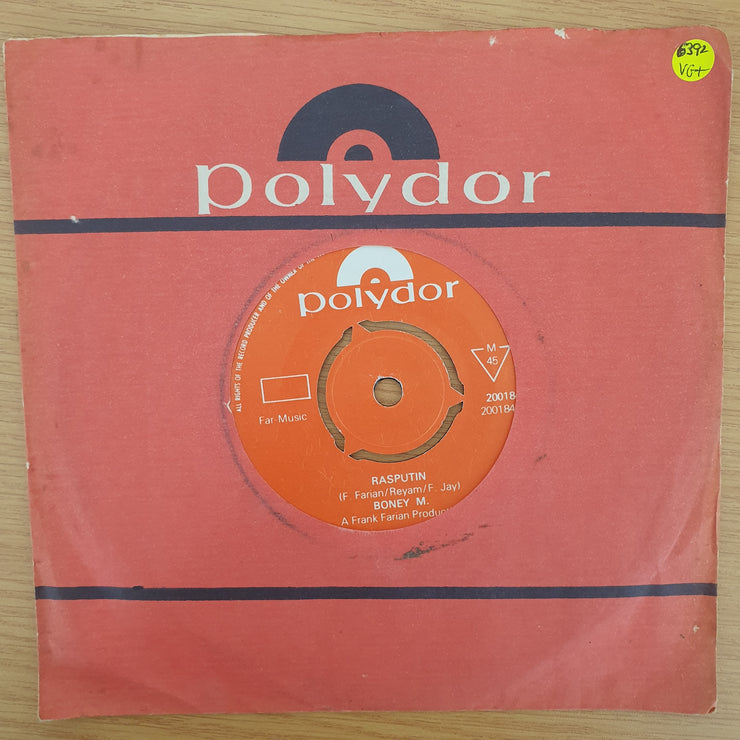 6392
VG+
polydor
ALL RIGHTS OF THE RECORD PRODUCER AND OF THE OWNER OF THE
polydor
M
45
20018
200184
Far-Music
RASPUTIN
(F. Farian/Reyam/F. Jay)
BONEY M.
A Frank Farian Produc